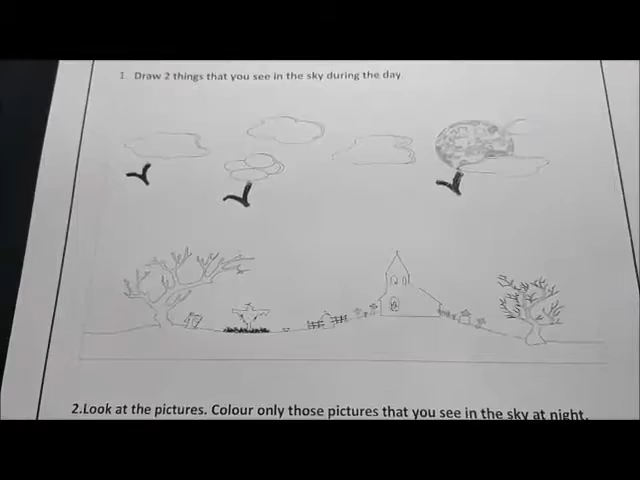 1. Draw 2 things that you see in the sky during the day.
2.Look at the pictures. Colour only those pictures that you see in the sky at night.